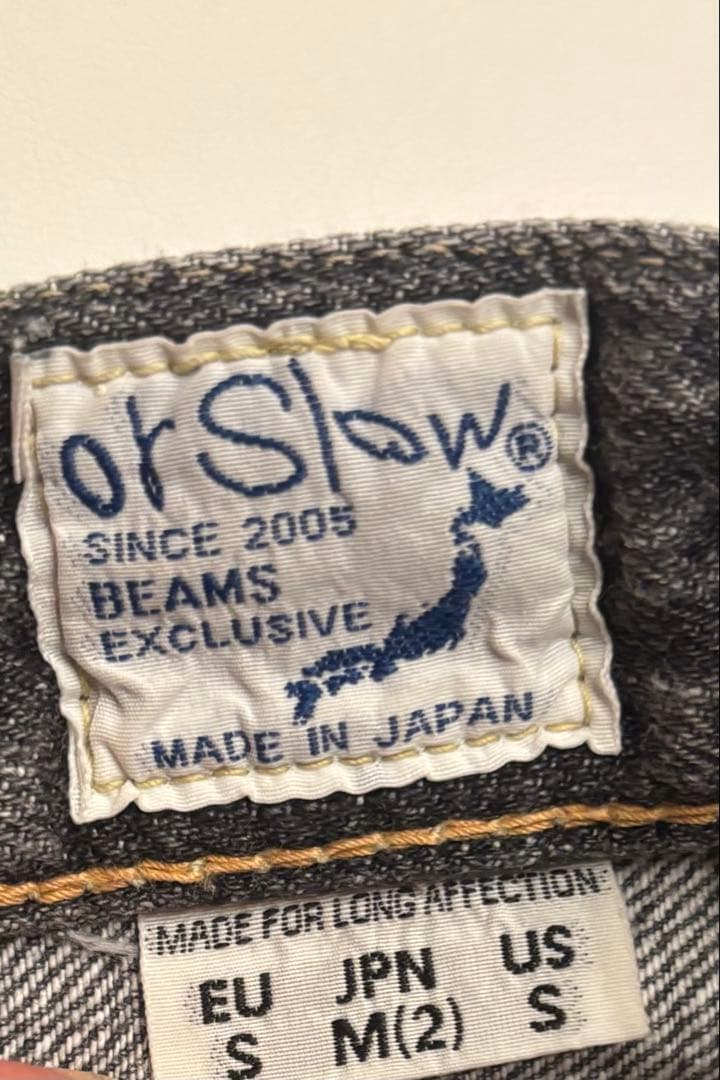 orSlow®
SINCE 2005
BEAMS
EXCLUSIVE
MADE IN JAPAN
MADE FOR LONG AFFECTION
EU JPN US
S M(2) S